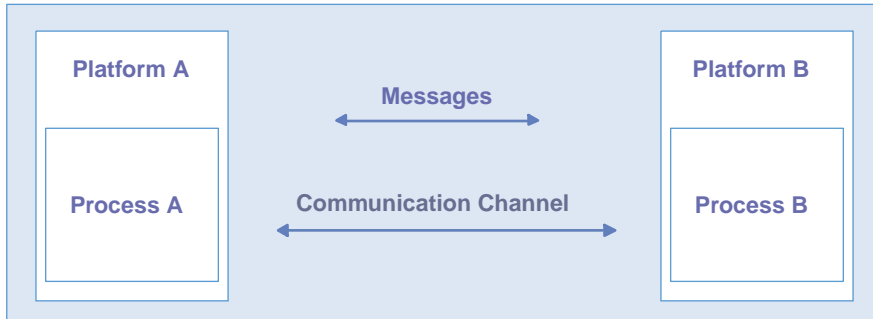 Platform A
Platform B
Messages
Process A
Communication Channel
Process B